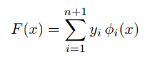 F(x) = \sum_{i=1}^{n+1} y_i \, \phi_i(x)